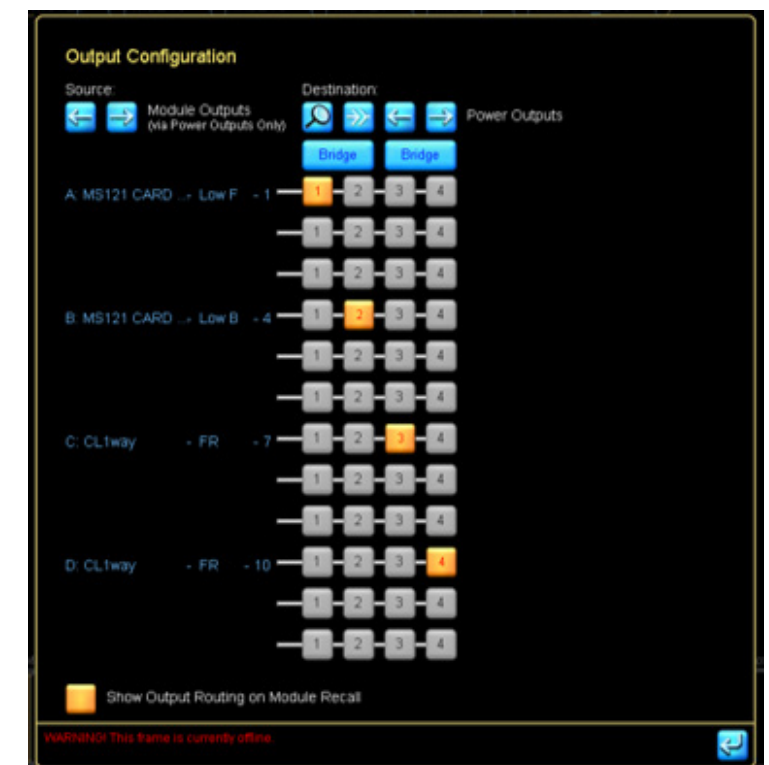 Output Configuration
Source: Destination:
Module Outputs
(via Power Outputs Only)
Power Outputs
Bridge Bridge
A: MS121 CARD ..- Low F - 1 1 2 3 4
1 2 3 4
1 2 3 4
B: MS121 CARD ..- Low B - 4 1 2 3 4
1 2 3 4
1 2 3 4
C: CL1way - FR - 7 1 2 3 4
1 2 3 4
1 2 3 4
D: CL1way - FR - 10 1 2 3 4
1 2 3 4
1 2 3 4
Show Output Routing on Module Recall
WARNING! This frame is currently offline.